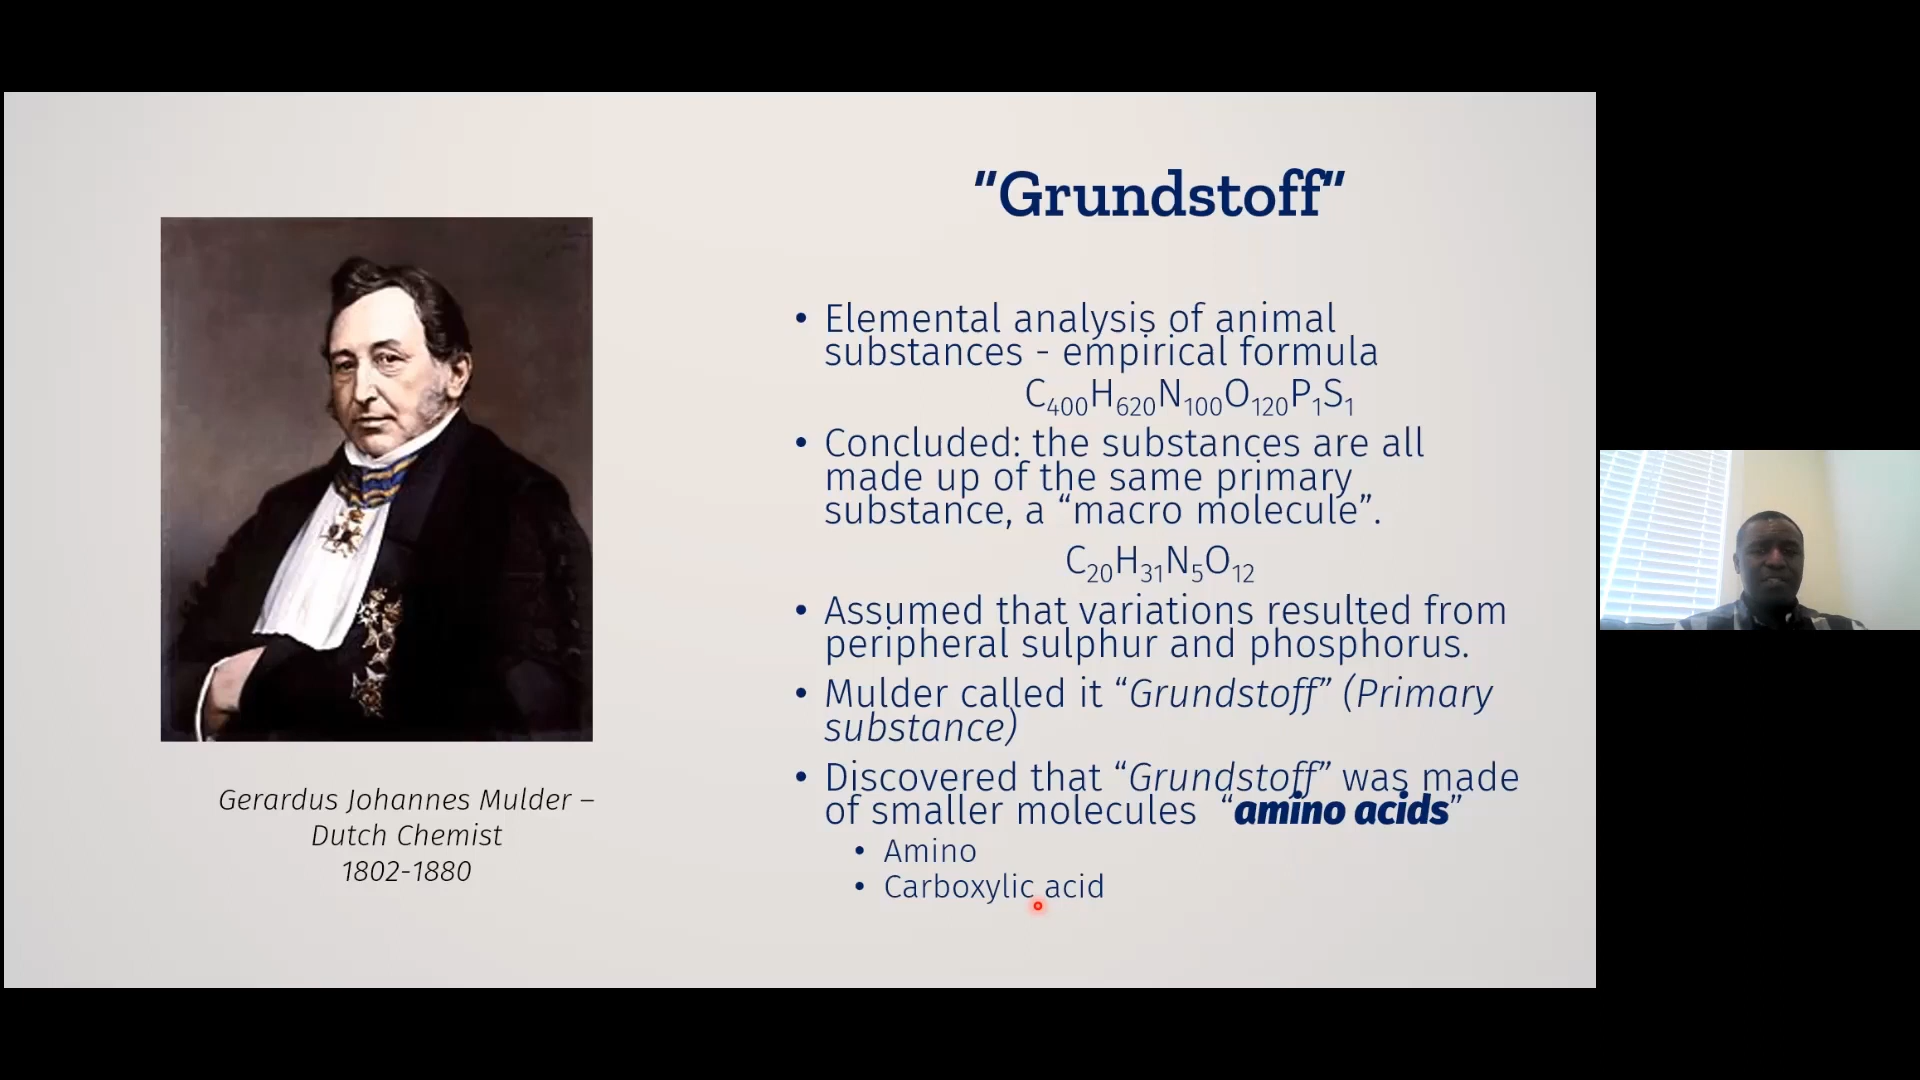 "Grundstoff"
• Elemental analysis of animal
substances - empirical formula
C₄₀₀H₆₂₀N₁₀₀O₁₂₀P₁S₁
• Concluded: the substances are all
made up of the same primary
substance, a “macro molecule”.
C₂₀H₃₁N₅O₁₂
• Assumed that variations resulted from
peripheral sulphur and phosphorus.
• Mulder called it “Grundstoff” (Primary
substance)
• Discovered that “Grundstoff” was made
of smaller molecules “amino acids”
• Amino
• Carboxylic acid
Gerardus Johannes Mulder –
Dutch Chemist
1802-1880